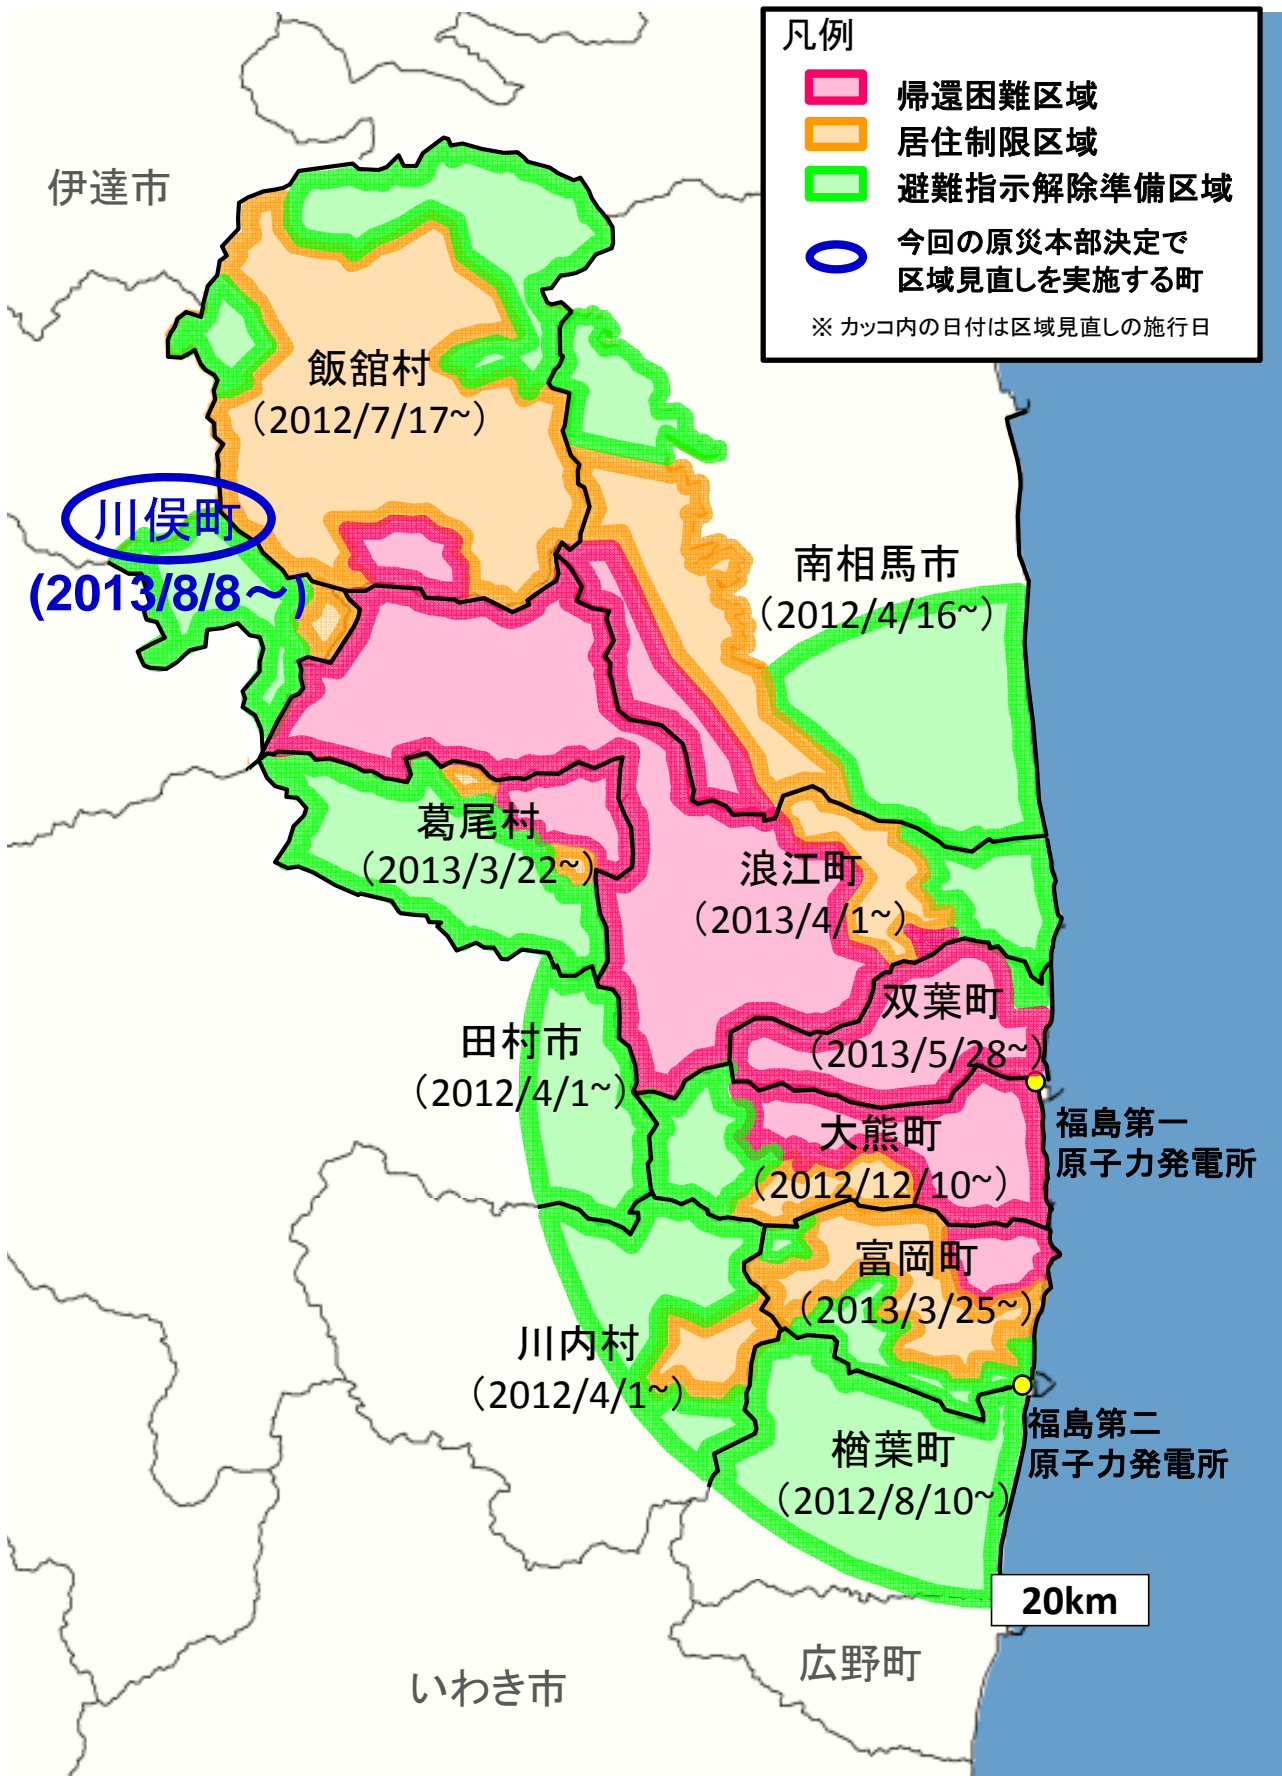 凡例
帰還困難区域
居住制限区域
避難指示解除準備区域
今回の原災本部決定で
区域見直しを実施する町
※ カッコ内の日付は区域見直しの施行日
伊達市
飯舘村
（2012/7/17~）
川俣町
(2013/8/8～)
南相馬市
（2012/4/16~）
葛尾村
（2013/3/22~）
浪江町
（2013/4/1~）
双葉町
（2013/5/28~）
田村市
（2012/4/1~）
大熊町
（2012/12/10~）
福島第一
原子力発電所
富岡町
（2013/3/25~）
川内村
（2012/4/1~）
福島第二
原子力発電所
楢葉町
（2012/8/10~）
20km
広野町
いわき市